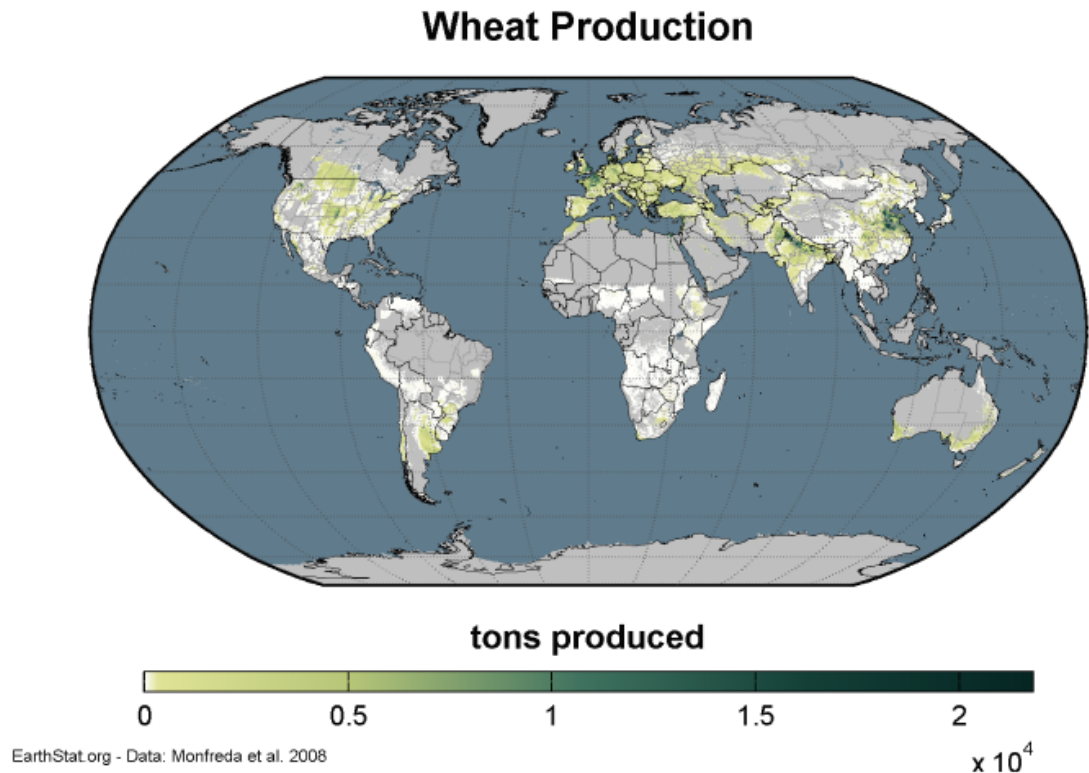 Wheat Production
tons produced
0 0.5 1 1.5 2
x 10^4
EarthStat.org - Data: Monfreda et al. 2008